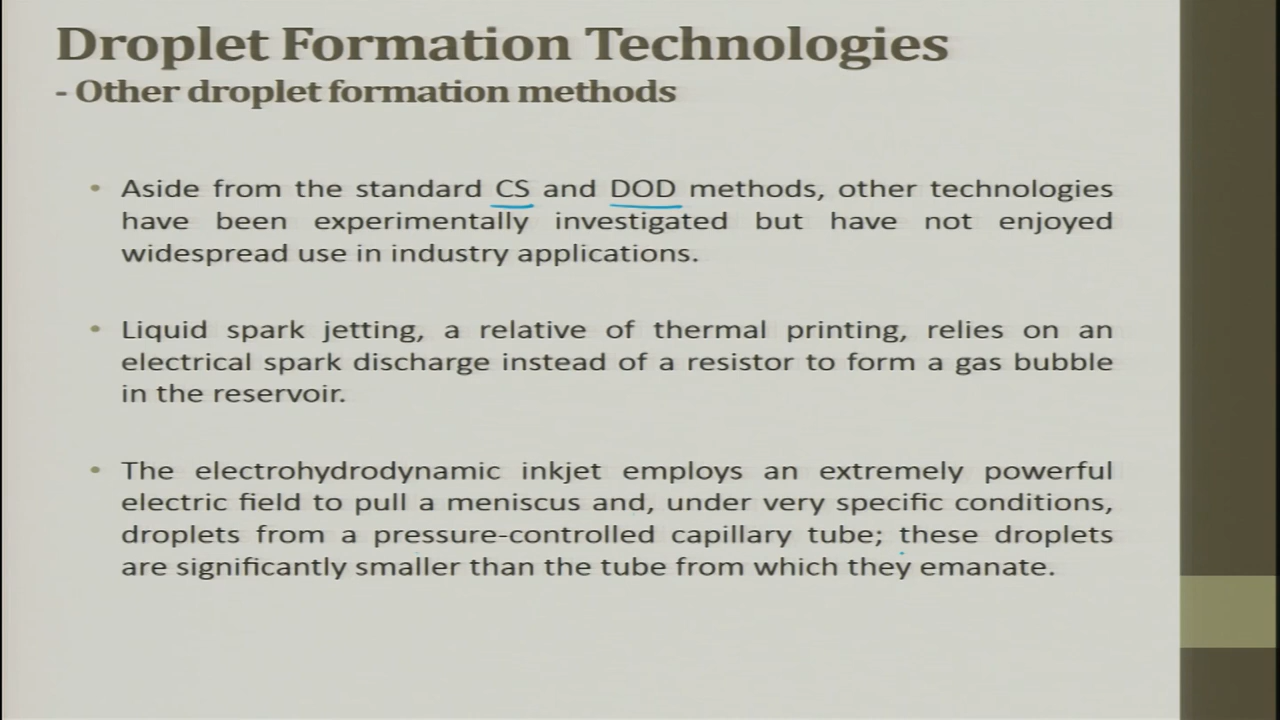 Droplet Formation Technologies
- Other droplet formation methods
• Aside from the standard CS and DOD methods, other technologies
have been experimentally investigated but have not enjoyed
widespread use in industry applications.
• Liquid spark jetting, a relative of thermal printing, relies on an
electrical spark discharge instead of a resistor to form a gas bubble
in the reservoir.
• The electrohydrodynamic inkjet employs an extremely powerful
electric field to pull a meniscus and, under very specific conditions,
droplets from a pressure-controlled capillary tube; these droplets
are significantly smaller than the tube from which they emanate.